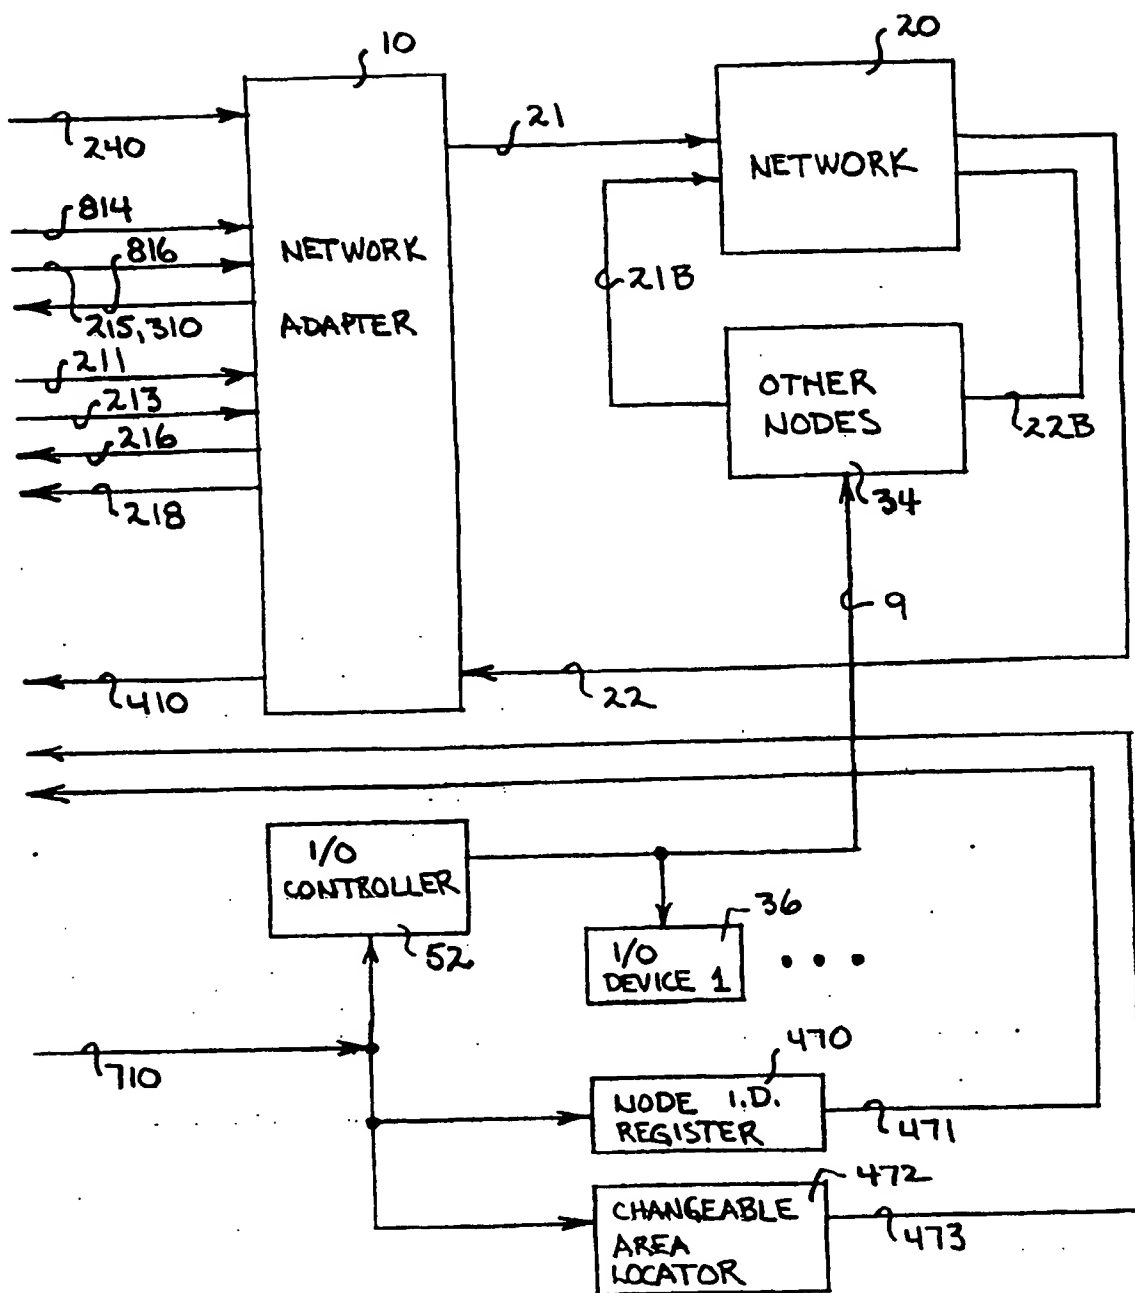 10
20
240
21
814
NETWORK
816
NETWORK
21B
ADAPTER
215,310
211
OTHER
NODES
213
22B
216
34
218
9
410
22
I/O
CONTROLLER
36
52
I/O
DEVICE 1
• • •
470
710
NODE I.D.
REGISTER
471
472
CHANGEABLE
AREA
LOCATOR
473